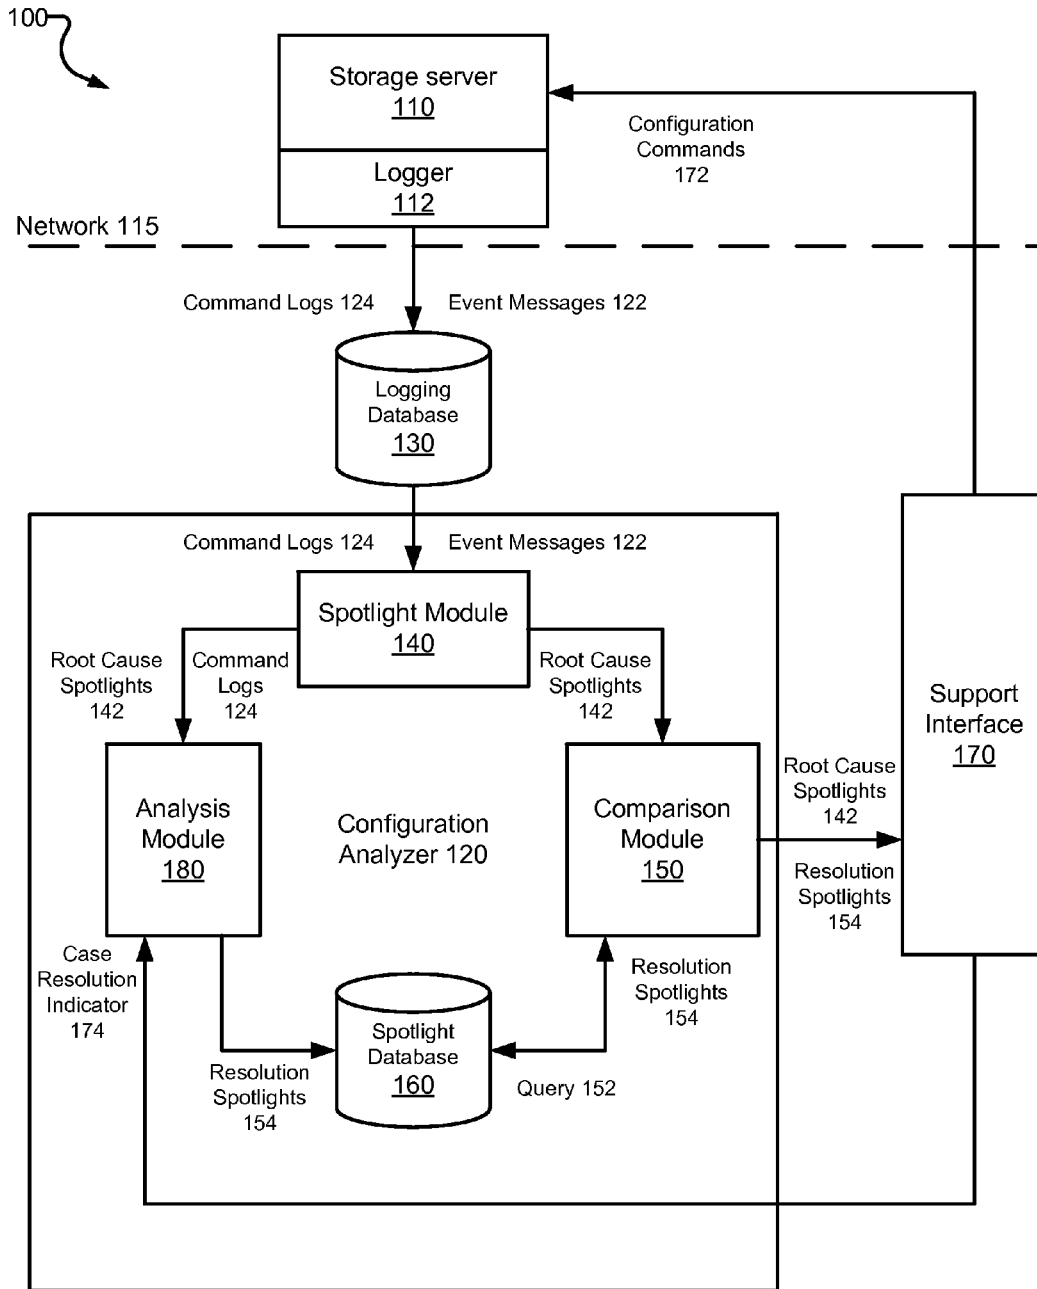 100
Storage server
110
Configuration
Commands
172
Logger
112
Network 115
Command Logs 124
Event Messages 122
Logging
Database
130
Command Logs 124
Event Messages 122
Spotlight Module
140
Root Cause
Spotlights
142
Command
Logs
124
Root Cause
Spotlights
142
Support
Interface
170
Analysis
Module
180
Configuration
Analyzer 120
Comparison
Module
150
Root Cause
Spotlights
142
Resolution
Spotlights
154
Case
Resolution
Indicator
174
Resolution
Spotlights
154
Spotlight
Database
160
Resolution
Spotlights
154
Query 152